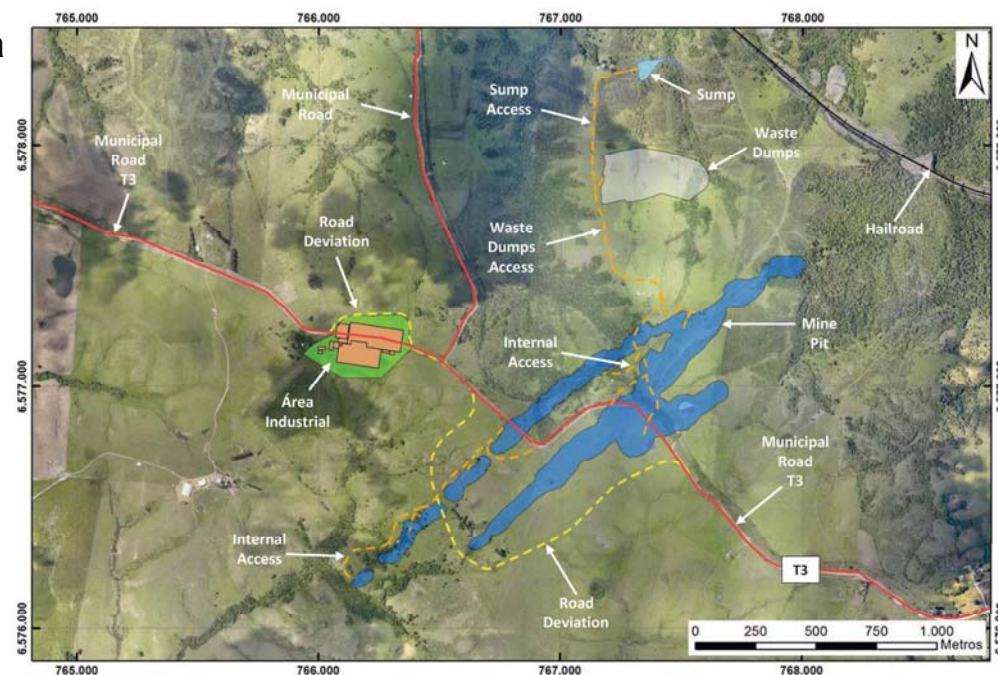 a
765.000 766.000 767.000 768.000
N
Municipal
Road
Sump
Access
Sump
Waste
Dumps
Municipal
Road
T3
Hailroad
Road
Deviation
Waste
Dumps
Access
Mine
Pit
Internal
Access
Área
Industrial
Municipal
Road
T3
Internal
Access
T3
Road
Deviation
6.578.000
6.577.000
6.576.000
0 250 500 750 1.000
Metros
765.000 766.000 767.000 768.000